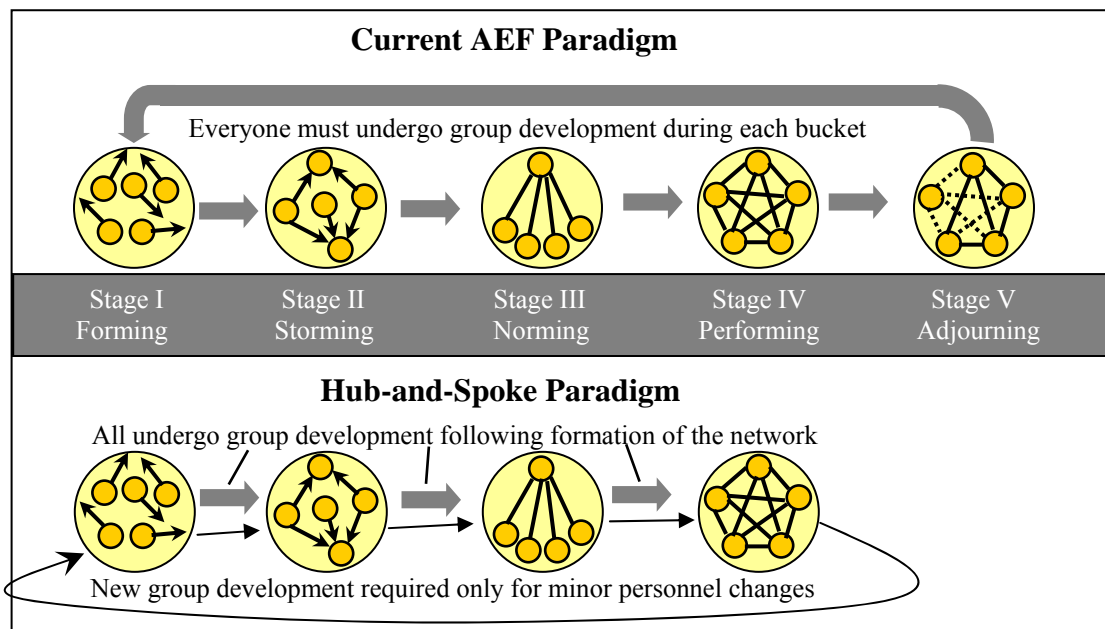 Current AEF Paradigm
Everyone must undergo group development during each bucket
Stage I
Forming
Stage II
Storming
Stage III
Norming
Stage IV
Performing
Stage V
Adjourning
Hub-and-Spoke Paradigm
All undergo group development following formation of the network
New group development required only for minor personnel changes